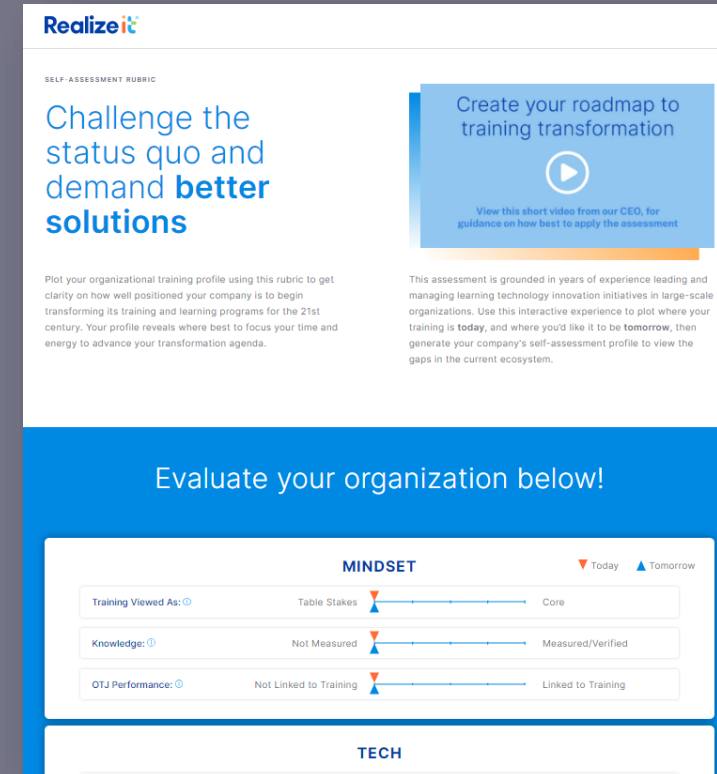 Realizeit
SELF-ASSESSMENT RUBRIC
Challenge the
status quo and
demand better
solutions
Create your roadmap to
training transformation
View this short video from our CEO, for
guidance on how best to apply the assessment
Plot your organizational training profile using this rubric to get
clarity on how well positioned your company is to begin
transforming its training and learning programs for the 21st
century. Your profile reveals where best to focus your time and
energy to advance your transformation agenda.
This assessment is grounded in years of experience leading and
managing learning technology innovation initiatives in large-scale
organizations. Use this interactive experience to plot where your
training is today, and where you'd like it to be tomorrow, then
generate your company's self-assessment profile to view the
gaps in the current ecosystem.
Evaluate your organization below!
MINDSET
Today Tomorrow
Training Viewed As: Table Stakes Core
Knowledge: Not Measured Measured/Verified
OTJ Performance: Not Linked to Training Linked to Training
TECH